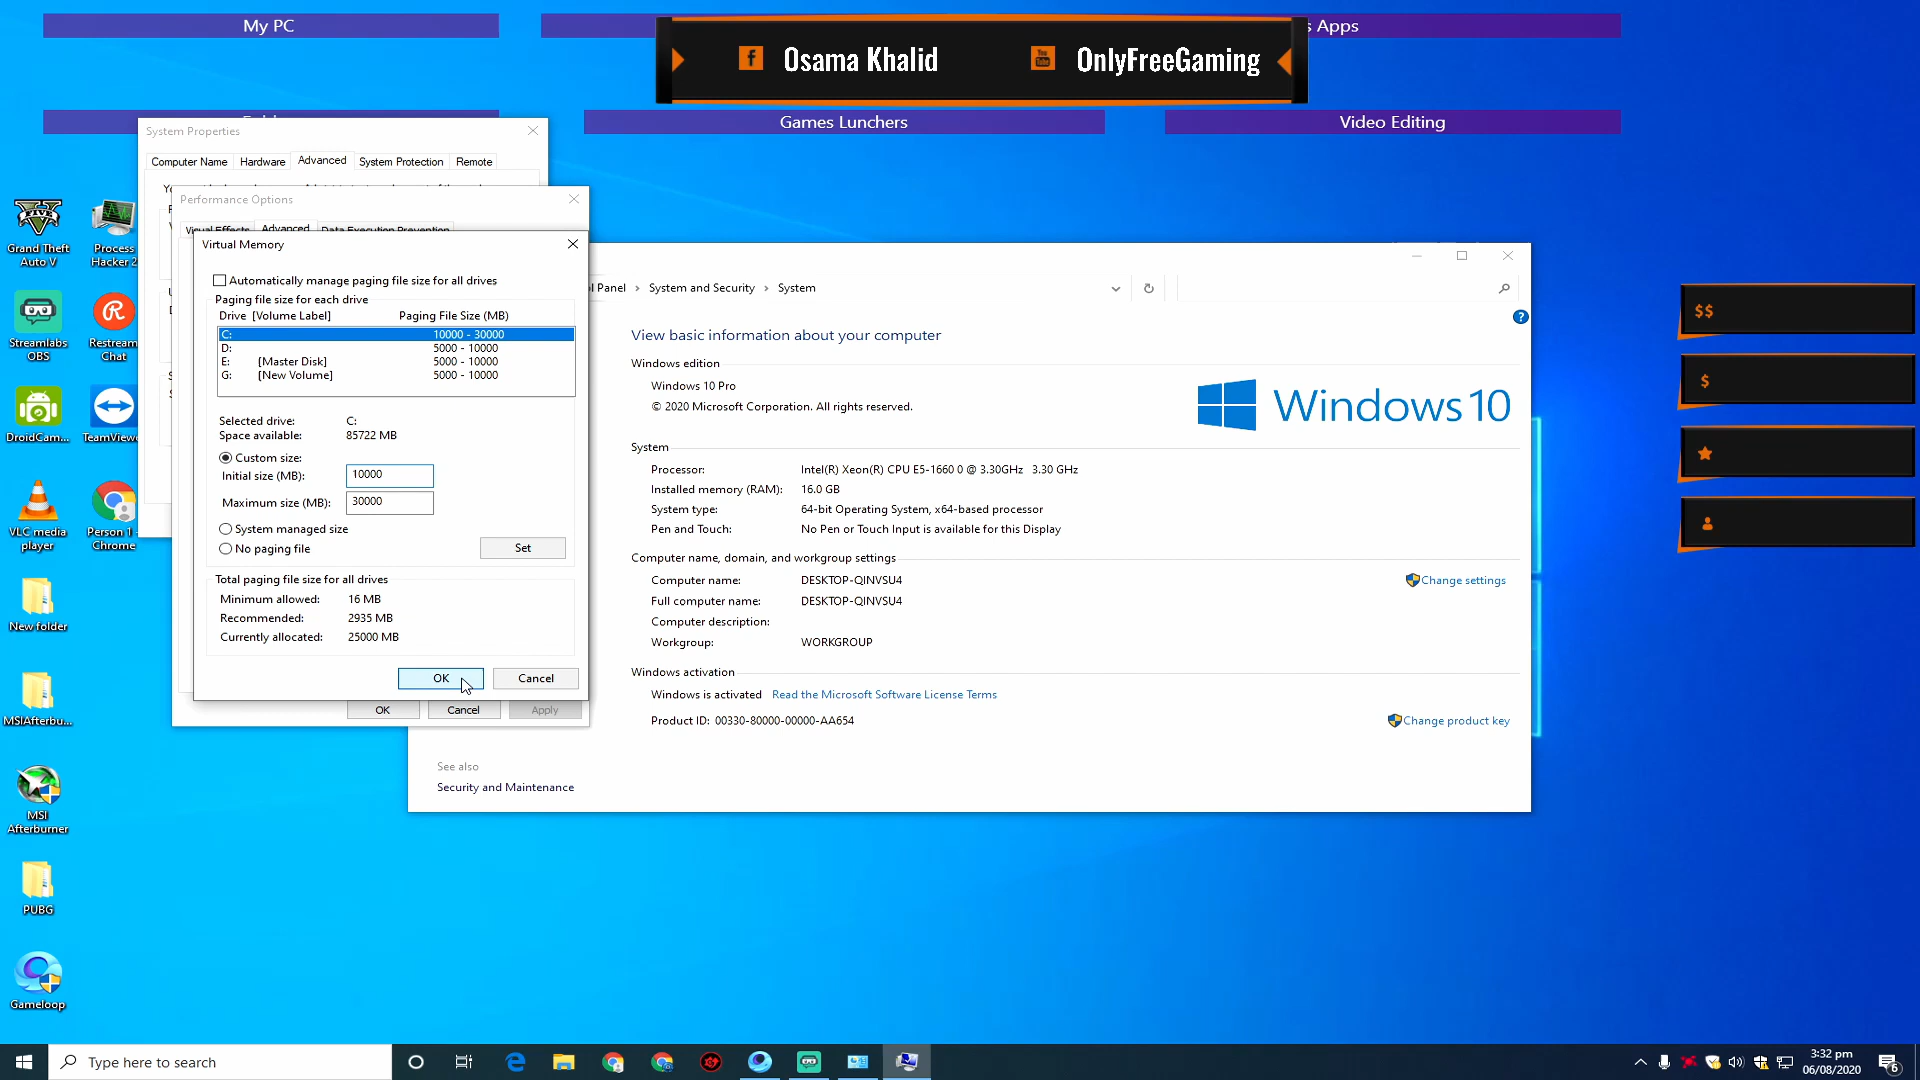 My PC
s Apps
Osama Khalid
OnlyFreeGaming
Games Lunchers
Video Editing
System Properties
Computer Name
Hardware
Advanced
System Protection
Remote
Performance Options
Visual Effects
Advanced
Data Execution Prevention
Virtual Memory
Automatically manage paging file size for all drives
Paging file size for each drive
Drive [Volume Label] Paging File Size (MB)
C: 10000 - 30000
D: 5000 - 10000
E: [Master Disk] 5000 - 10000
G: [New Volume] 5000 - 10000
Selected drive: C:
Space available: 85722 MB
Custom size:
Initial size (MB): 10000
Maximum size (MB): 30000
System managed size
No paging file
Set
Total paging file size for all drives
Minimum allowed: 16 MB
Recommended: 2935 MB
Currently allocated: 25000 MB
OK
Cancel
OK
Cancel
Apply
l Panel
System and Security
System
View basic information about your computer
Windows edition
Windows 10 Pro
© 2020 Microsoft Corporation. All rights reserved.
Windows 10
System
Processor: Intel(R) Xeon(R) CPU E5-1660 0 @ 3.30GHz 3.30 GHz
Installed memory (RAM): 16.0 GB
System type: 64-bit Operating System, x64-based processor
Pen and Touch: No Pen or Touch Input is available for this Display
Computer name, domain, and workgroup settings
Computer name: DESKTOP-QINVSU4
Change settings
Full computer name: DESKTOP-QINVSU4
Computer description:
Workgroup: WORKGROUP
Windows activation
Windows is activated Read the Microsoft Software License Terms
Product ID: 00330-80000-00000-AA654
Change product key
See also
Security and Maintenance
Grand Theft
Auto V
Process
Hacker 2
Streamlabs
OBS
Restream
Chat
DroidCam...
TeamViewe
VLC media
player
Person 1 -
Chrome
New folder
MSIAfterbu...
MSI
Afterburner
PUBG
Gameloop
$$
$
Type here to search
3:32 pm
06/08/2020
6